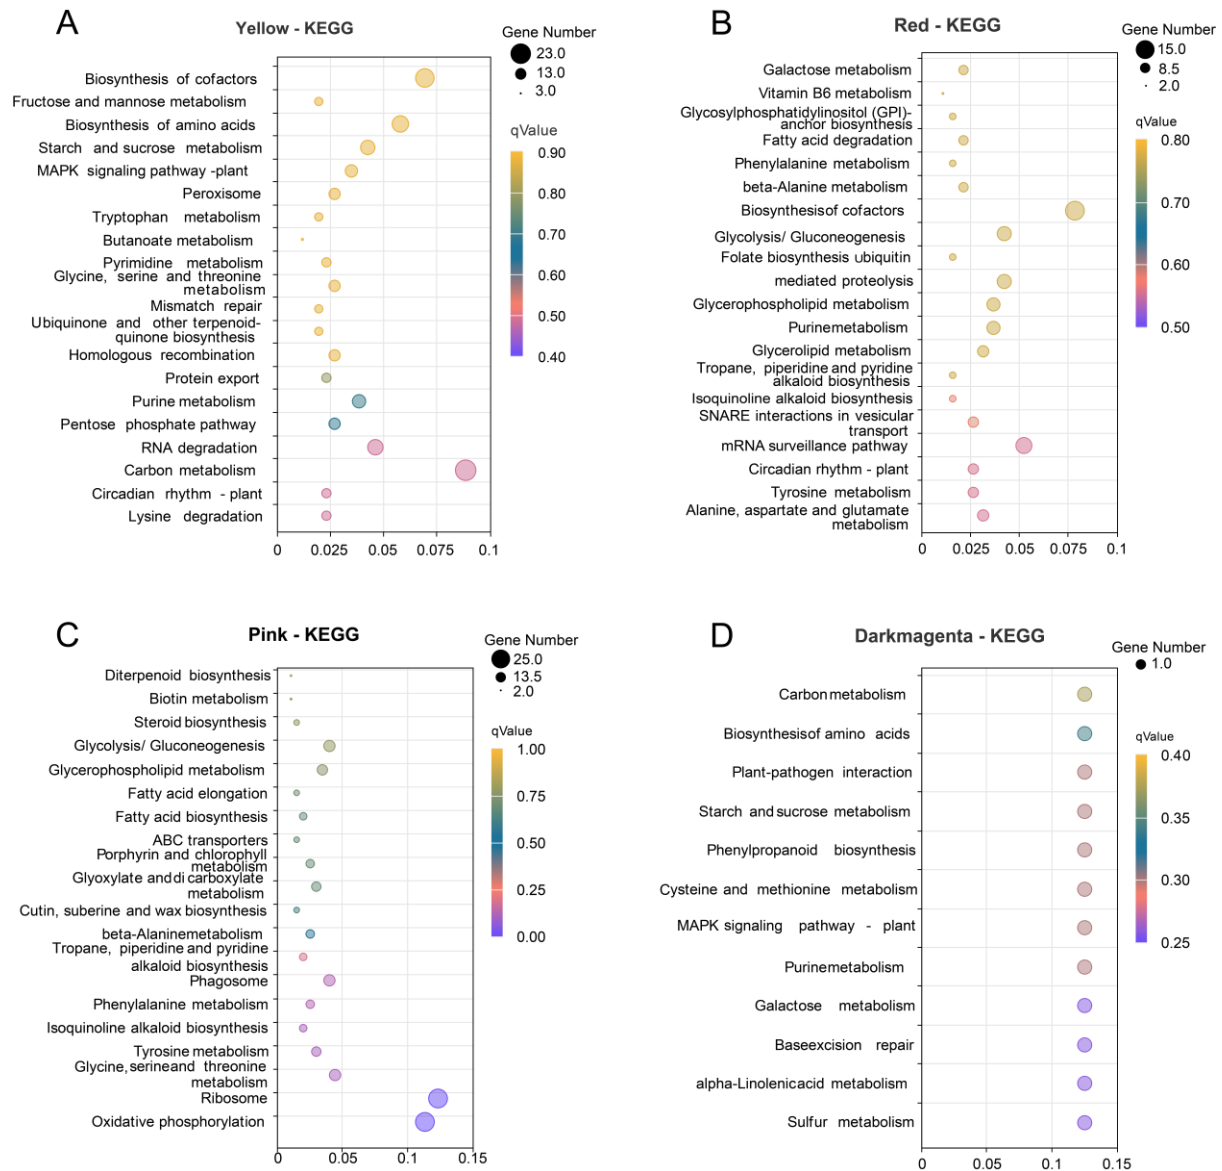 A
Yellow - KEGG
Gene Number
23.0
13.0
3.0
qValue
0.90
0.80
0.70
0.60
0.50
0.40
Biosynthesis of cofactors
Fructose and mannose metabolism
Biosynthesis of amino acids
Starch and sucrose metabolism
MAPK signaling pathway -plant
Peroxisome
Tryptophan metabolism
Butanoate metabolism
Pyrimidine metabolism
Glycine, serine and threonine
metabolism
Mismatch repair
Ubiquinone and other terpenoid-
quinone biosynthesis
Homologous recombination
Protein export
Purine metabolism
Pentose phosphate pathway
RNA degradation
Carbon metabolism
Circadian rhythm - plant
Lysine degradation
0 0.025 0.05 0.075 0.1
B
Red - KEGG
Gene Number
15.0
8.5
2.0
qValue
0.80
0.70
0.60
0.50
Galactose metabolism
Vitamin B6 metabolism
Glycosylphosphatidylinositol (GPI)-
anchor biosynthesis
Fatty acid degradation
Phenylalanine metabolism
beta-Alanine metabolism
Biosynthesisof cofactors
Glycolysis/ Gluconeogenesis
Folate biosynthesis ubiquitin
mediated proteolysis
Glycerophospholipid metabolism
Purinemetabolism
Glycerolipid metabolism
Tropane, piperidine and pyridine
alkaloid biosynthesis
Isoquinoline alkaloid biosynthesis
SNARE interactions in vesicular
transport
mRNA surveillance pathway
Circadian rhythm - plant
Tyrosine metabolism
Alanine, aspartate and glutamate
metabolism
0 0.025 0.05 0.075 0.1
C
Pink - KEGG
Gene Number
25.0
13.5
2.0
qValue
1.00
0.75
0.50
0.25
0.00
Diterpenoid biosynthesis
Biotin metabolism
Steroid biosynthesis
Glycolysis/ Gluconeogenesis
Glycerophospholipid metabolism
Fatty acid elongation
Fatty acid biosynthesis
ABC transporters
Porphyrin and chlorophyll
metabolism
Glyoxylate anddi carboxylate
metabolism
Cutin, suberine and wax biosynthesis
beta-Alaninemetabolism
Tropane, piperidine and pyridine
alkaloid biosynthesis
Phagosome
Phenylalanine metabolism
Isoquinoline alkaloid biosynthesis
Tyrosine metabolism
Glycine, serineand threonine
metabolism
Ribosome
Oxidative phosphorylation
0 0.05 0.1 0.15
D
Darkmagenta - KEGG
Gene Number
1.0
qValue
0.40
0.35
0.30
0.25
Carbonmetabolism
Biosynthesisof amino acids
Plant-pathogen interaction
Starch and sucrose metabolism
Phenylpropanoid biosynthesis
Cysteine and methionine metabolism
MAPK signaling pathway - plant
Purinemetabolism
Galactose metabolism
Baseexcision repair
alpha-Linolenicacid metabolism
Sulfur metabolism
0 0.05 0.1 0.15